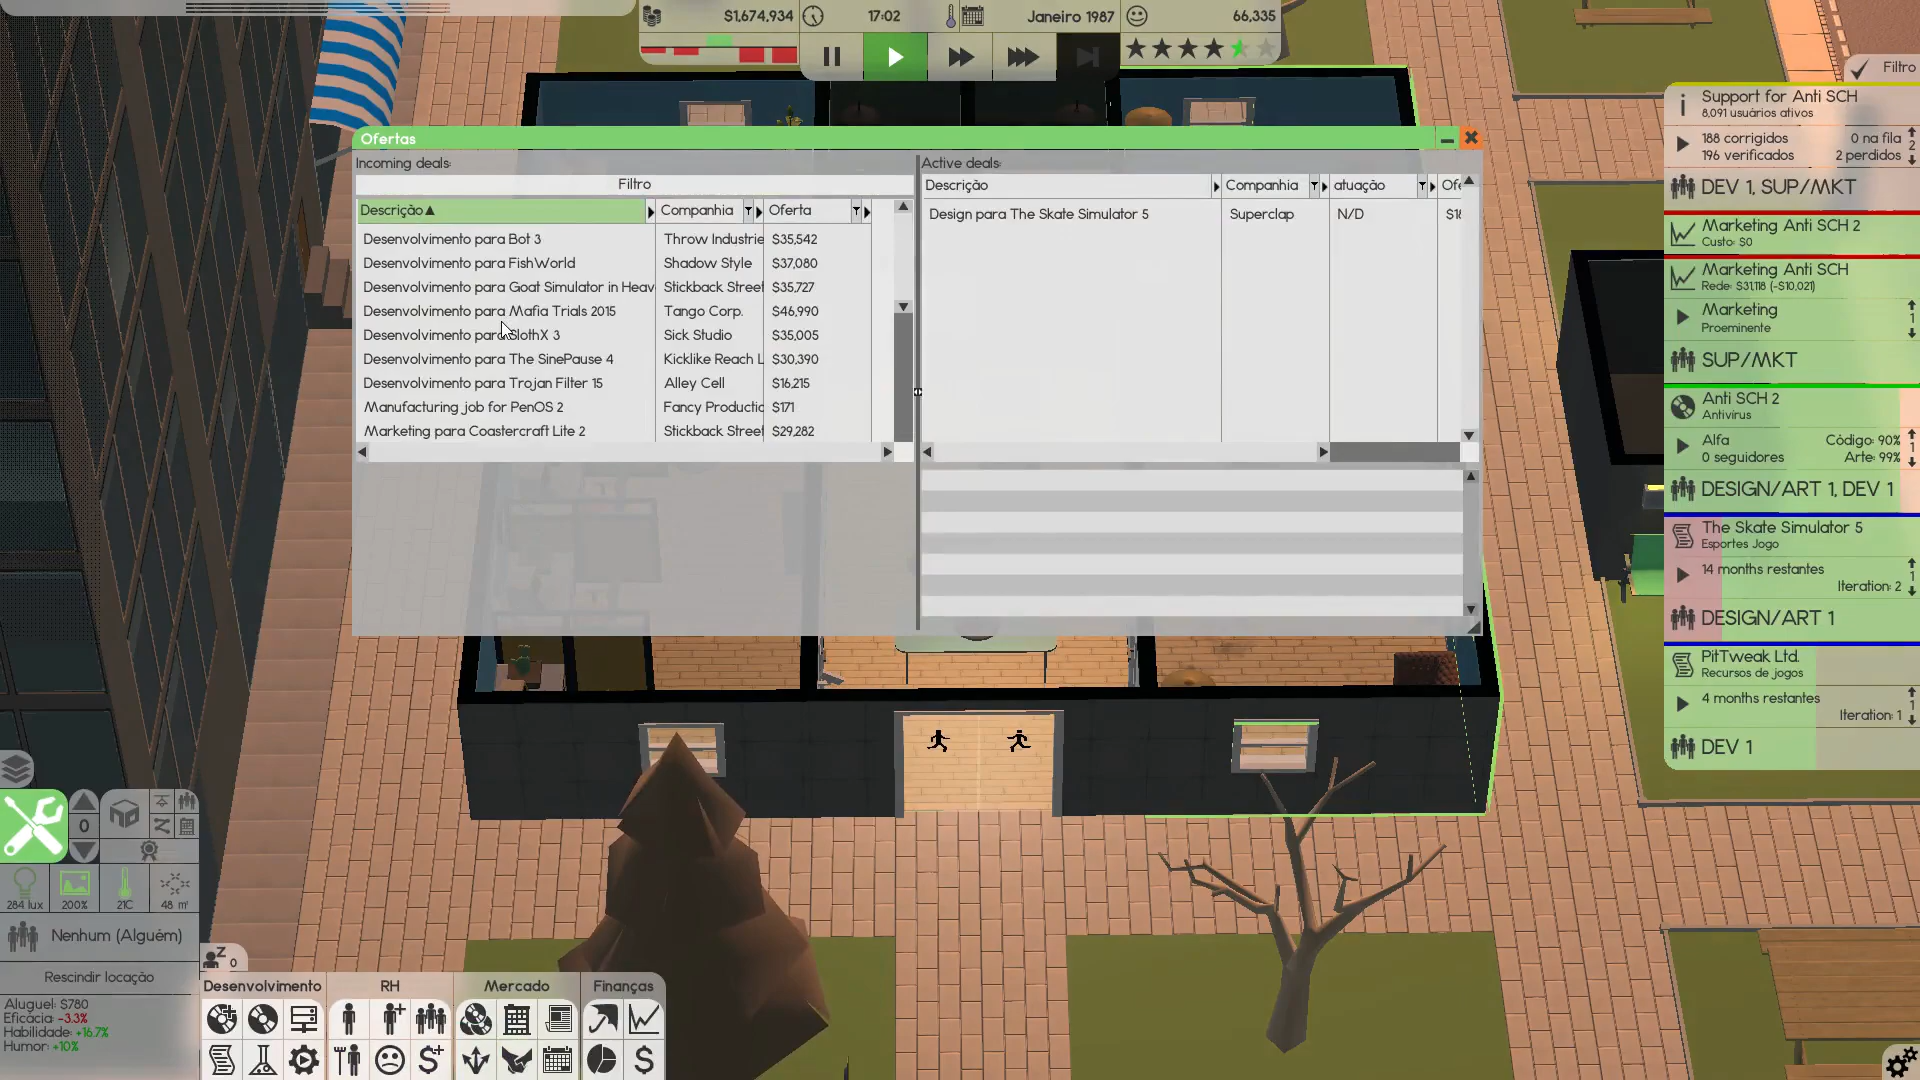 $1,674,934
17:02
Janeiro 1987
66,335
Filtro
Ofertas
Incoming deals:
Filtro
Descrição▲
Companhia
Oferta
Desenvolvimento para Bot 3
Throw Industrie
$35,542
Desenvolvimento para FishWorld
Shadow Style
$37,080
Desenvolvimento para Goat Simulator in Heav
Stickback Street
$35,727
Desenvolvimento para Mafia Trials 2015
Tango Corp.
$46,990
Desenvolvimento para SlothX 3
Sick Studio
$35,005
Desenvolvimento para The SinePause 4
Kicklike Reach L
$30,390
Desenvolvimento para Trojan Filter 15
Alley Cell
$16,215
Manufacturing job for PenOS 2
Fancy Productio
$171
Marketing para Coastercraft Lite 2
Stickback Street
$29,282
Active deals:
Descrição
Companhia
atuação
Ofe
Design para The Skate Simulator 5
Superclap
N/D
Support for Anti SCH
8,091 usuários ativos
188 corrigidos
0 na fila
196 verificados
2 perdidos
2
DEV 1, SUP/MKT
Marketing Anti SCH 2
Custo: $0
Marketing Anti SCH
Rede: $31,118 (-$10,021)
Marketing
Proeminente
1
SUP/MKT
Anti SCH 2
Antivírus
Alfa
Código: 90%
0 seguidores
Arte: 99%
1
DESIGN/ART 1, DEV 1
The Skate Simulator 5
Esportes Jogo
14 months restantes
Iteration: 2
1
DESIGN/ART 1
PitTweak Ltd.
Recursos de jogos
4 months restantes
Iteration: 1
1
DEV 1
0
284 lux
200%
21C
48 m²
Nenhum (Alguém)
Rescindir locação
Aluguel: $780
Eficácia: -3.3%
Habilidade: +16.7%
Humor: +10%
Z
0
Desenvolvimento
RH
Mercado
Finanças